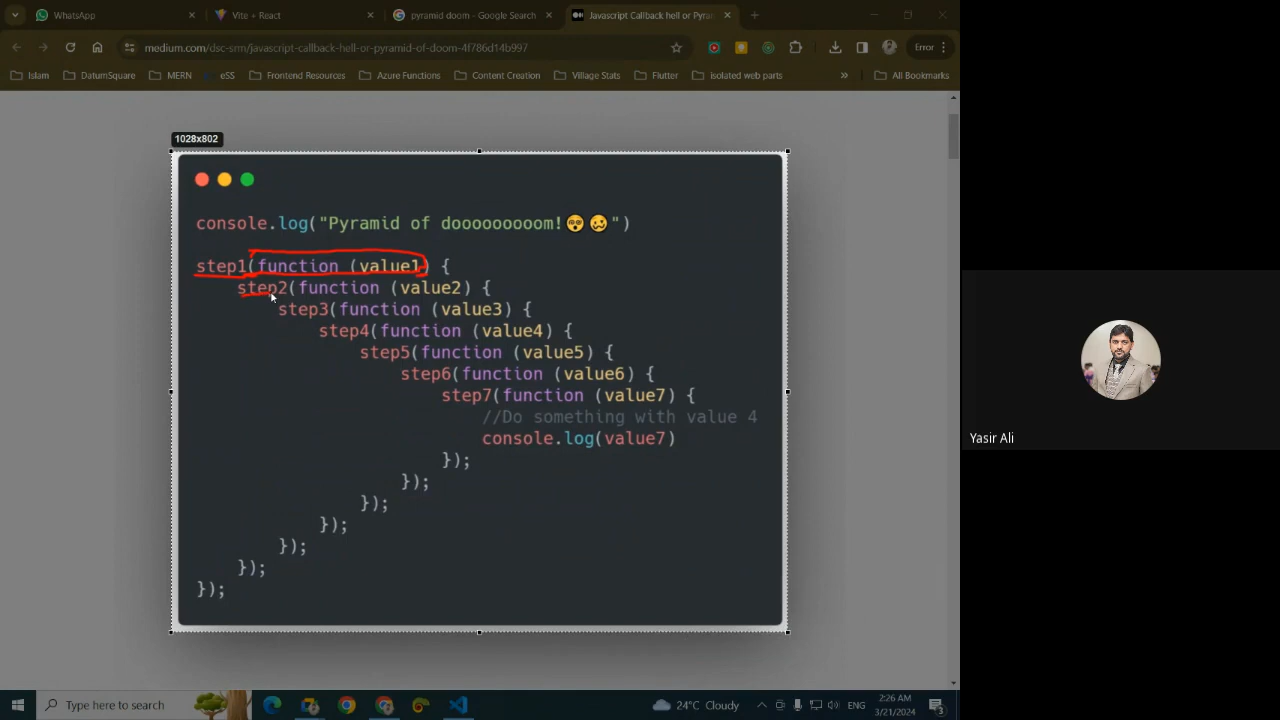 WhatsApp
Vite + React
pyramid doom - Google Search
Javascript Callback hell or Pyra
medium.com/dsc-srm/javascript-callback-hell-or-pyramid-of-doom-4f786d14b997
Error
Islam
DatumSquare
MERN
eSS
Frontend Resources
Azure Functions
Content Creation
Village Stats
Flutter
isolated web parts
»
All Bookmarks
1028x802
console.log("Pyramid of dooooooooom!😵🥴")
step1(function (value1) {
step2(function (value2) {
step3(function (value3) {
step4(function (value4) {
step5(function (value5) {
step6(function (value6) {
step7(function (value7) {
//Do something with value 4
console.log(value7)
});
});
});
});
});
});
});
Yasir Ali
Type here to search
24°C Cloudy
ENG
2:26 AM
3/21/2024
3